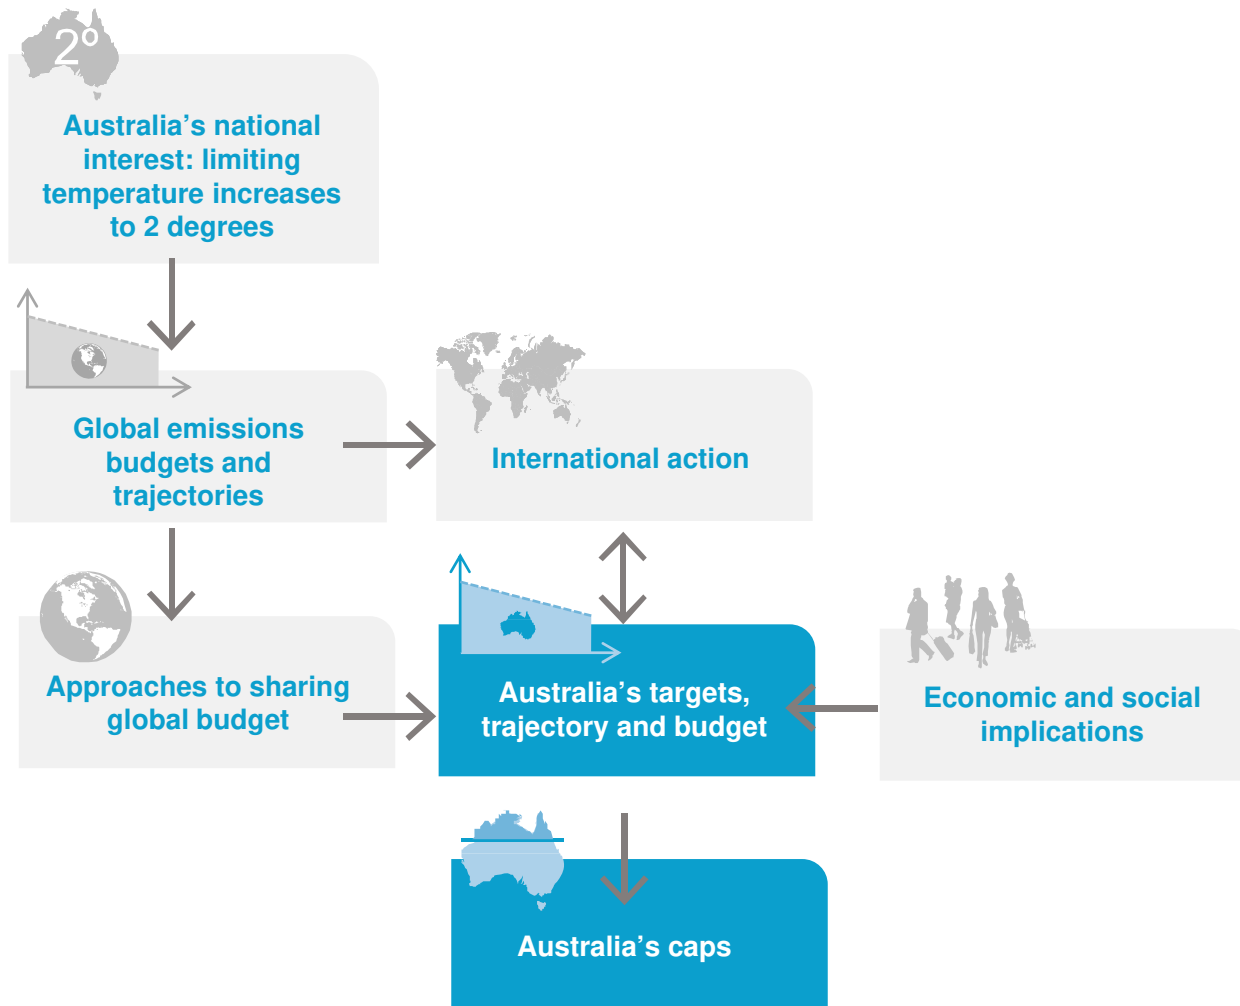 2º
Australia’s national
interest: limiting
temperature increases
to 2 degrees
Global emissions
budgets and
trajectories
International action
Approaches to sharing
global budget
Australia’s targets,
trajectory and budget
Economic and social
implications
Australia’s caps